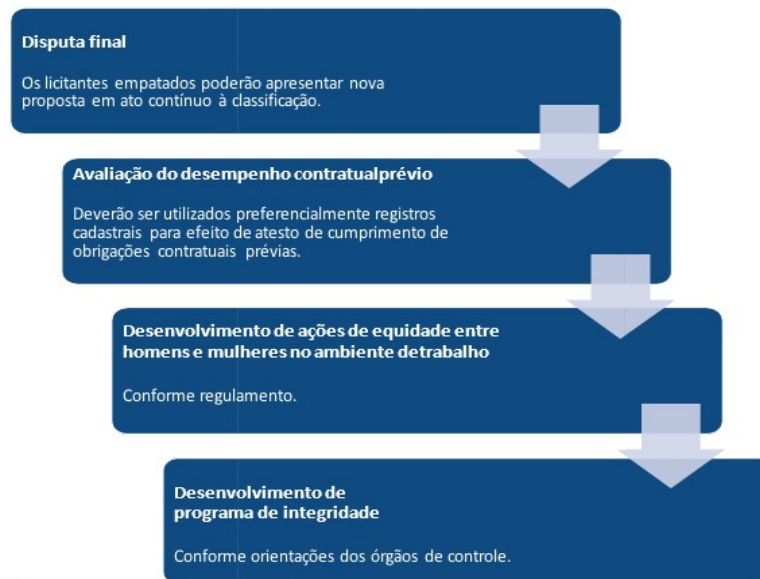 Disputa final
Os licitantes empatados poderão apresentar nova
proposta em ato contínuo à classificação.
Avaliação do desempenho contratualprévio
Deverão ser utilizados preferencialmente registros
cadastrais para efeito de atesto de cumprimento de
obrigações contratuais prévias.
Desenvolvimento de ações de equidade entre
homens e mulheres no ambiente detrabalho
Conforme regulamento.
Desenvolvimento de
programa de integridade
Conforme orientações dos órgãos de controle.